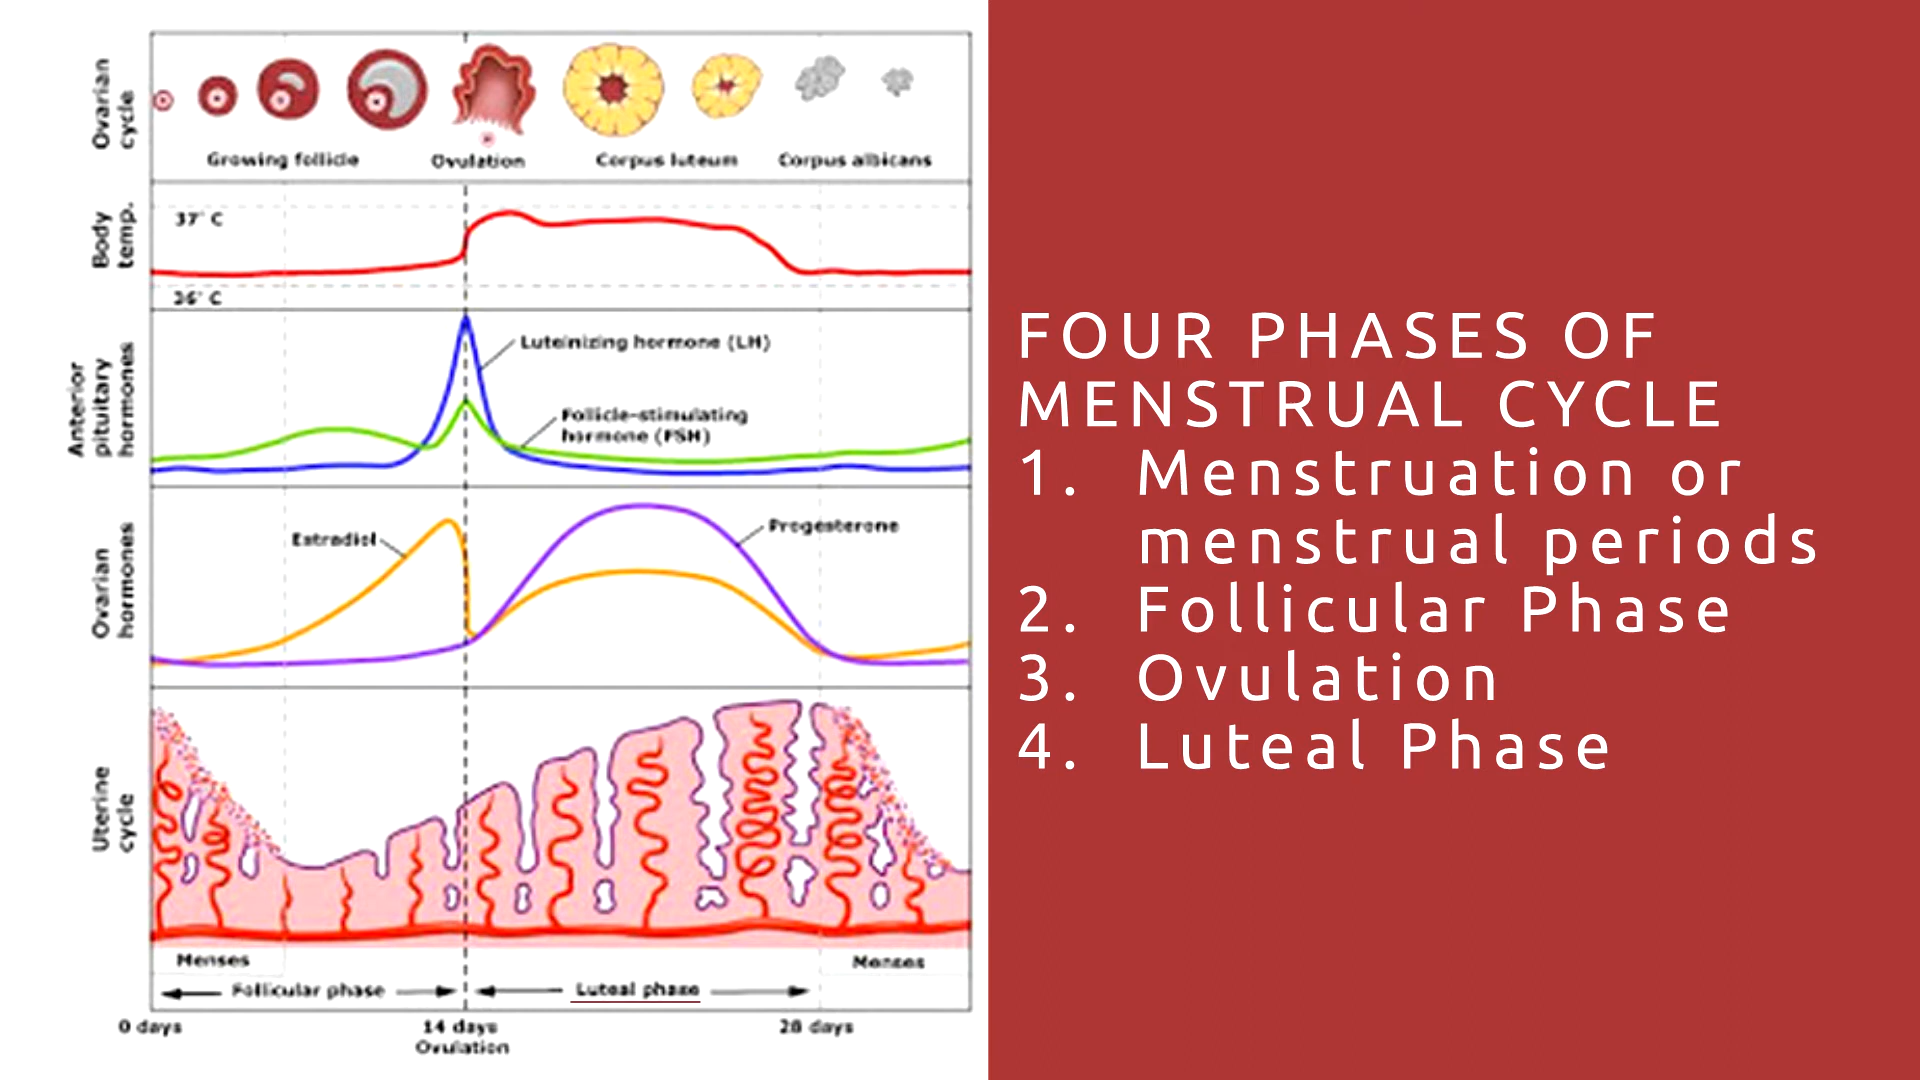 Ovarian
cycle
Growing follicle
Ovulation
Corpus luteum
Corpus albicans
Body
temp.
37° C
36° C
Anterior
pituitary
hormones
Luteinizing hormone (LH)
Follicle-stimulating
hormone (FSH)
Ovarian
hormones
Estradiol
Progesterone
Uterine
cycle
Menses
Menses
Follicular phase
Luteal phase
0 days
14 days
Ovulation
28 days
FOUR PHASES OF
MENSTRUAL CYCLE
1. Menstruation or
menstrual periods
2. Follicular Phase
3. Ovulation
4. Luteal Phase